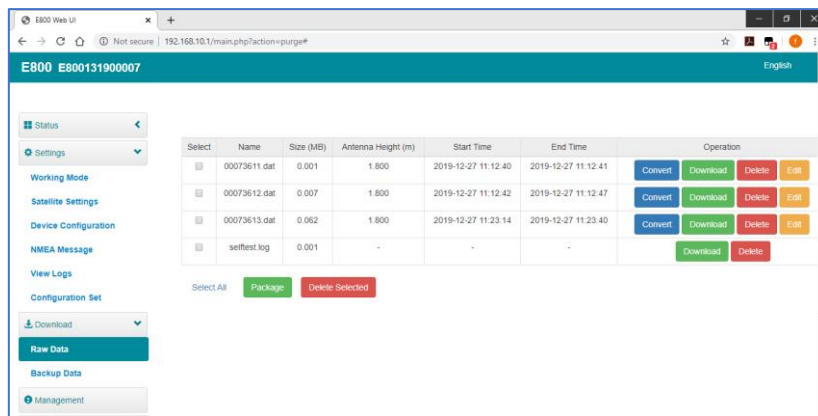 E800 Web UI
Not secure | 192.168.10.1/main.php?action=purge#
E800 E800131900007 English
Status
Settings
Working Mode
Satellite Settings
Device Configuration
NMEA Message
View Logs
Configuration Set
Download
Raw Data
Backup Data
Management
Select Name Size (MB) Antenna Height (m) Start Time End Time Operation
00073611.dat 0.001 1.800 2019-12-27 11:12:40 2019-12-27 11:12:41 Convert Download Delete Edit
00073612.dat 0.007 1.800 2019-12-27 11:12:42 2019-12-27 11:12:47 Convert Download Delete Edit
00073613.dat 0.062 1.800 2019-12-27 11:23:14 2019-12-27 11:23:40 Convert Download Delete Edit
selftest.log 0.001 - - - Download Delete
Select All Package Delete Selected